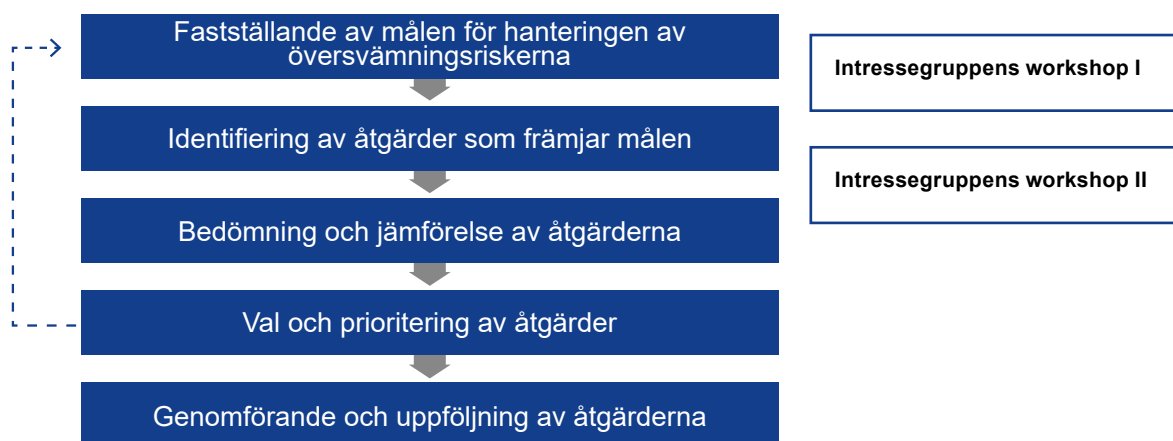 Fastställande av målen för hanteringen av
översvämningsriskerna
Identifiering av åtgärder som främjar målen
Bedömning och jämförelse av åtgärderna
Val och prioritering av åtgärder
Genomförande och uppföljning av åtgärderna
Intressegruppens workshop I
Intressegruppens workshop II